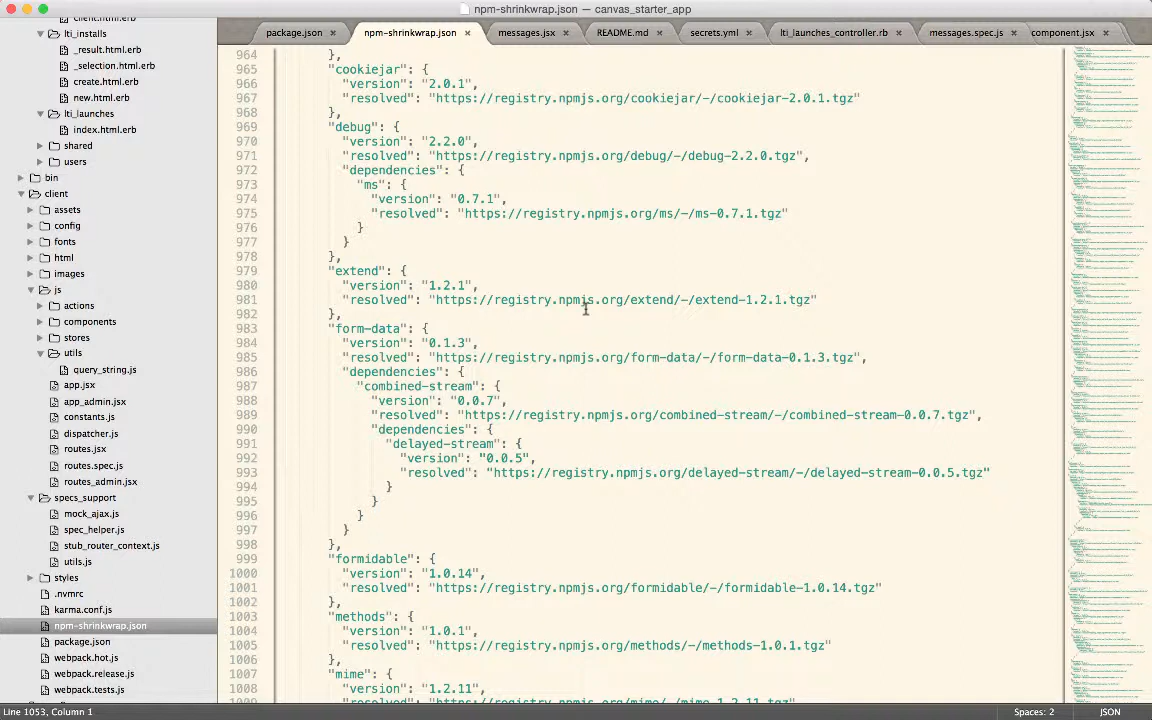 npm-shrinkwrap.json — canvas_starter_app
package.json ×
npm-shrinkwrap.json ×
messages.jsx ×
README.md ×
secrets.yml ×
lti_launches_controller.rb ×
messages.spec.js ×
component.jsx ×
client.html.erb
lti_installs
_result.html.erb
_selection.html.erb
create.html.erb
new.html.erb
lti_launches
index.html.erb
shared
users
bin
client
assets
config
fonts
html
images
js
actions
components
stores
utils
query_string.js
app.jsx
app_admin.jsx
constants.js
dispatcher.js
routes.jsx
routes.spec.js
routes_admin.jsx
specs_support
mock_ajax.js
spec_helper.js
stub_router_context.js
utils.js
styles
.nvmrc
karma.conf.js
npm-shrinkwrap.json
package.json
webpack.hot.js
webpack.release.js
webpack.tests.js
964 },
965 "cookiejar": {
966 "version": "2.0.1",
967 "resolved": "https://registry.npmjs.org/cookiejar/-/cookiejar-2.0.1.tgz"
968 },
969 "debug": {
970 "version": "2.2.0",
971 "resolved": "https://registry.npmjs.org/debug/-/debug-2.2.0.tgz",
972 "dependencies": {
973 "ms": {
974 "version": "0.7.1",
975 "resolved": "https://registry.npmjs.org/ms/-/ms-0.7.1.tgz"
976 }
977 }
978 },
979 "extend": {
980 "version": "1.2.1",
981 "resolved": "https://registry.npmjs.org/extend/-/extend-1.2.1.tgz"
982 },
983 "form-data": {
984 "version": "0.1.3",
985 "resolved": "https://registry.npmjs.org/form-data/-/form-data-0.1.3.tgz",
986 "dependencies": {
987 "combined-stream": {
988 "version": "0.0.7",
989 "resolved": "https://registry.npmjs.org/combined-stream/-/combined-stream-0.0.7.tgz",
990 "dependencies": {
991 "delayed-stream": {
992 "version": "0.0.5",
993 "resolved": "https://registry.npmjs.org/delayed-stream/-/delayed-stream-0.0.5.tgz"
994 }
995 }
996 }
997 }
998 },
999 "formidable": {
1000 "version": "1.0.14",
1001 "resolved": "https://registry.npmjs.org/formidable/-/formidable-1.0.14.tgz"
1002 },
1003 "methods": {
1004 "version": "1.0.1",
1005 "resolved": "https://registry.npmjs.org/methods/-/methods-1.0.1.tgz
1006 },
1007 "mime": {
1008 "version": "1.2.11",
"resolved": "https://registry.npmjs.org/mime/-/mime-1.2.11.tgz"
Line 1053, Column 1
Spaces: 2
JSON